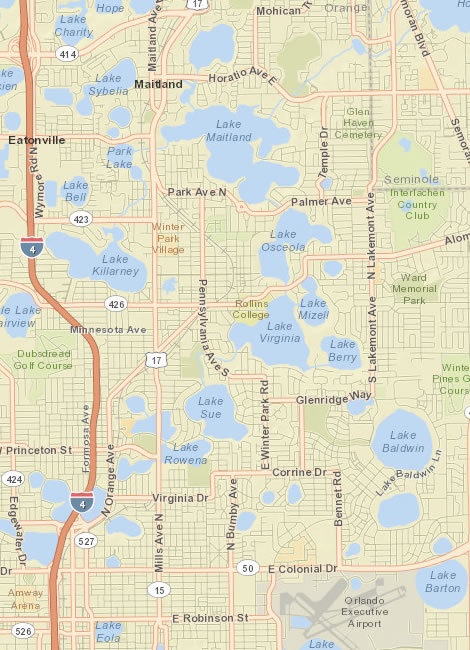 Lake
Hope
17
Mohican Tr
Orange
Semoran Blvd
Lake
Charity
Maitland Ave
414
Horatio Ave E
Lake
Sybelia
Maitland
Lake
Maitland
Glen
Haven
Cemetery
Temple Dr
Eatonville
Park
Lake
Wymore Rd N
Lake
Bell
Park Ave N
Palmer Ave
Seminole
Interlachen
Country
Club
423
Winter
Park
Village
Lake
Osceola
N Lakemont Ave
4
Lake
Killarney
Ward
Memorial
Park
426
Pennsylvania Ave S
Rollins
College
Lake
Mizell
Lake
Virginia
Minnesota Ave
S Lakemont Ave
Lake
Berry
Dubsdread
Golf Course
17
Lake
Sue
E Winter Park Rd
Glenridge Way
Formosa Ave
Lake
Baldwin
Princeton St
Lake
Rowena
Corrine Dr
Lake Baldwin Ln
424
N Orange Ave
Edgewater Dr
4
Virginia Dr
N Bumby Ave
Bennet Rd
Mills Ave N
527
Dr
50
E Colonial Dr
Lake
Barton
15
Amway
Arena
Orlando
Executive
Airport
E Robinson St
526
Lake
Eola
Lake